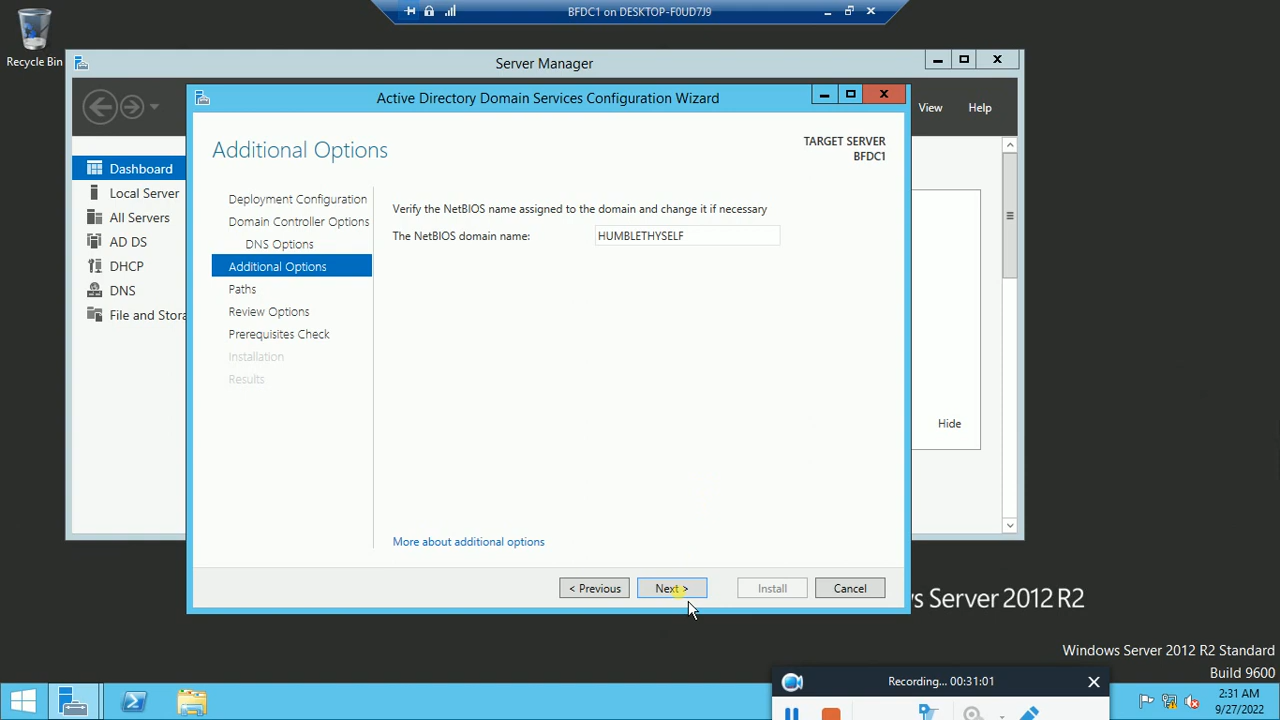 BFDC1 on DESKTOP-F0UD7J9
Recycle Bin
Server Manager
View
Help
Active Directory Domain Services Configuration Wizard
Additional Options
TARGET SERVER
BFDC1
Dashboard
Local Server
All Servers
AD DS
DHCP
DNS
File and Stora
Deployment Configuration
Domain Controller Options
DNS Options
Additional Options
Paths
Review Options
Prerequisites Check
Installation
Results
Verify the NetBIOS name assigned to the domain and change it if necessary
The NetBIOS domain name:
HUMBLETHYSELF
Hide
More about additional options
< Previous
Next >
Install
Cancel
ws Server 2012 R2
Windows Server 2012 R2 Standard
Build 9600
Recording... 00:31:01
2:31 AM
9/27/2022